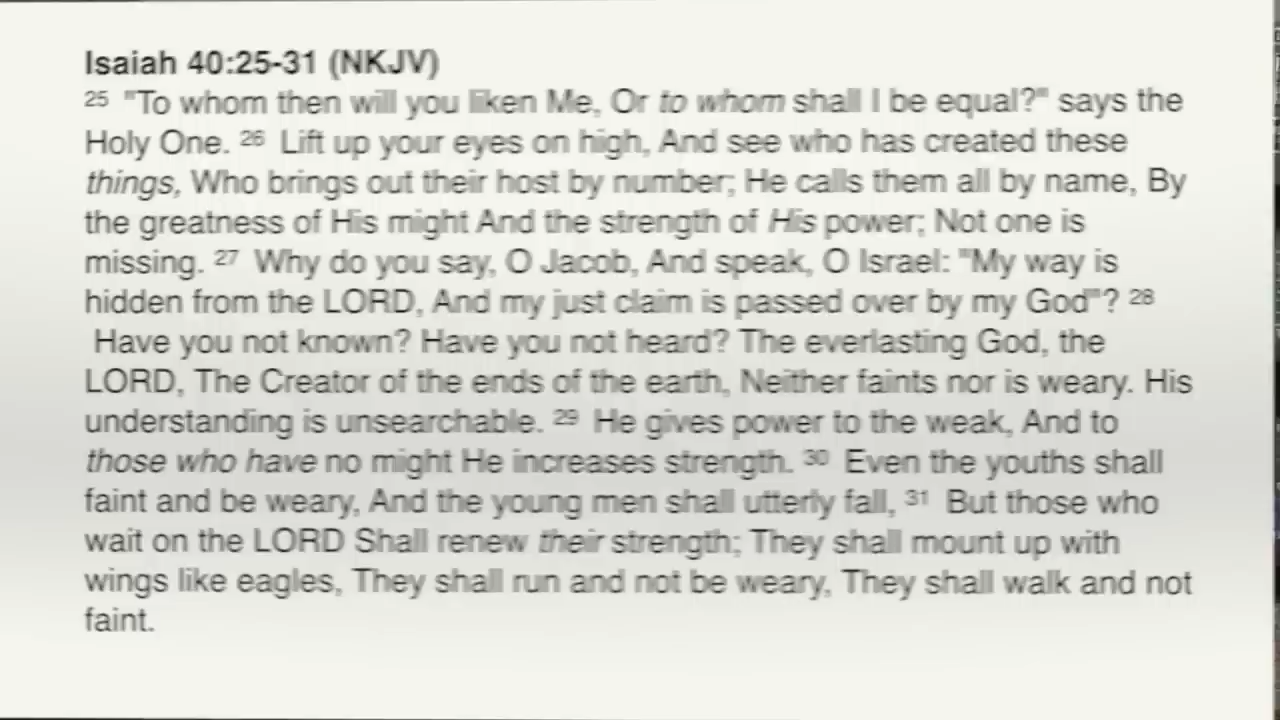 Isaiah 40:25-31 (NKJV)
25 "To whom then will you liken Me, Or to whom shall I be equal?" says the
Holy One. 26 Lift up your eyes on high, And see who has created these
things, Who brings out their host by number; He calls them all by name, By
the greatness of His might And the strength of His power; Not one is
missing. 27 Why do you say, O Jacob, And speak, O Israel: "My way is
hidden from the LORD, And my just claim is passed over by my God"? 28
Have you not known? Have you not heard? The everlasting God, the
LORD, The Creator of the ends of the earth, Neither faints nor is weary. His
understanding is unsearchable. 29 He gives power to the weak, And to
those who have no might He increases strength. 30 Even the youths shall
faint and be weary, And the young men shall utterly fall, 31 But those who
wait on the LORD Shall renew their strength; They shall mount up with
wings like eagles, They shall run and not be weary, They shall walk and not
faint.